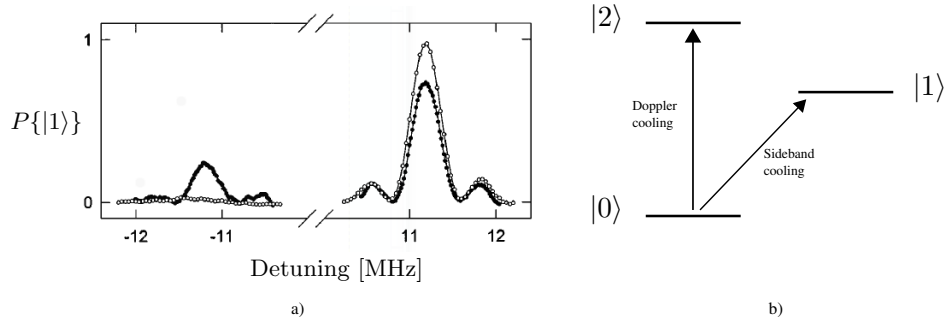 1
P{|1⟩}
0
-12
-11
11
12
Detuning [MHz]
a)
|2⟩
|1⟩
Doppler
cooling
Sideband
cooling
|0⟩
b)